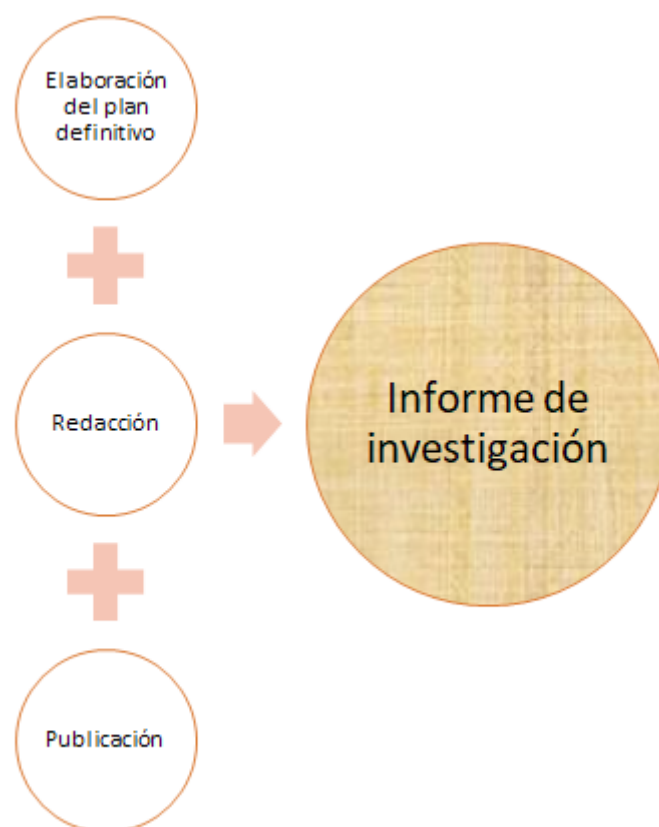 Elaboración
del plan
definitivo
Redacción
Informe de
investigación
Publicación